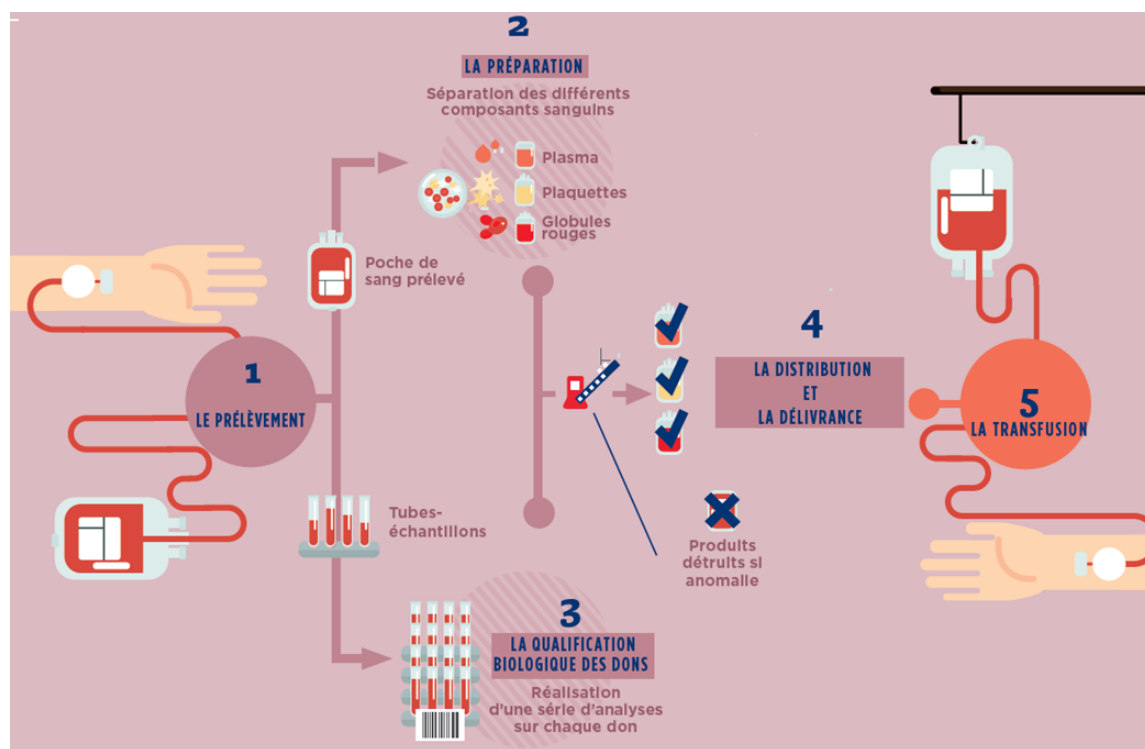 2
LA PRÉPARATION
Séparation des différents
composants sanguins
Plasma
Plaquettes
Globules
rouges
Poche de
sang prélevé
1
LE PRÉLÈVEMENT
Tubes-
échantillons
3
LA QUALIFICATION
BIOLOGIQUE DES DONS
Réalisation
d'une série d'analyses
sur chaque don
Produits
détruits si
anomalie
4
LA DISTRIBUTION
ET
LA DÉLIVRANCE
5
LA TRANSFUSION